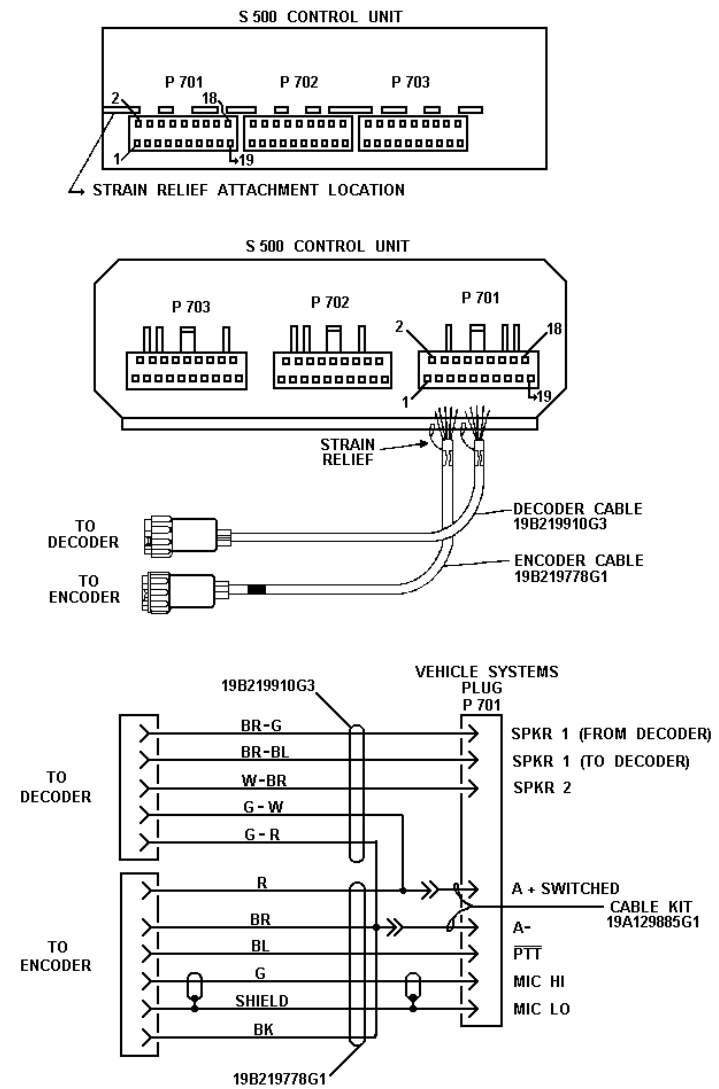 S 500 CONTROL UNIT
P 701
P 702
P 703
2
18
1
19
STRAIN RELIEF ATTACHMENT LOCATION
S 500 CONTROL UNIT
P 703
P 702
P 701
2
18
1
19
STRAIN
RELIEF
TO
DECODER
DECODER CABLE
19B219910G3
TO
ENCODER
ENCODER CABLE
19B219778G1
19B219910G3
VEHICLE SYSTEMS
PLUG
P 701
TO
DECODER
BR-G
SPKR 1 (FROM DECODER)
BR-BL
SPKR 1 (TO DECODER)
W-BR
SPKR 2
G-W
G-R
TO
ENCODER
R
A + SWITCHED
CABLE KIT
19A129885G1
BR
A-
BL
PTT
G
MIC HI
SHIELD
MIC LO
BK
19B219778G1